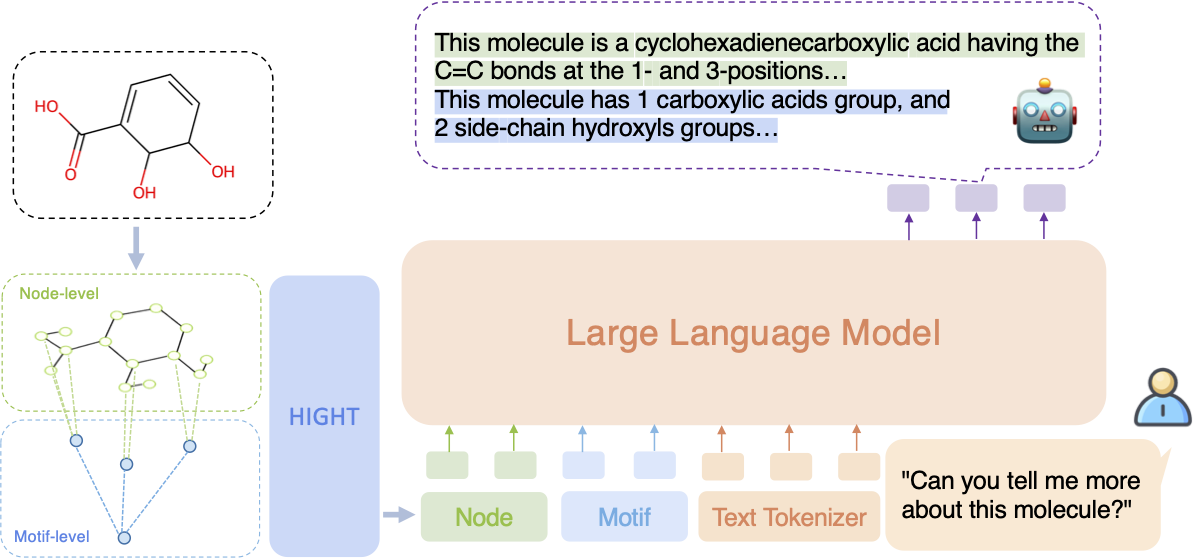 This molecule is a cyclohexadienecarboxylic acid having the
C=C bonds at the 1- and 3-positions…
This molecule has 1 carboxylic acids group, and
2 side-chain hydroxyls groups…
HO
O
OH
OH
Node-level
Large Language Model
HIGHT
Motif-level
Node
Motif
Text Tokenizer
"Can you tell me more
about this molecule?"